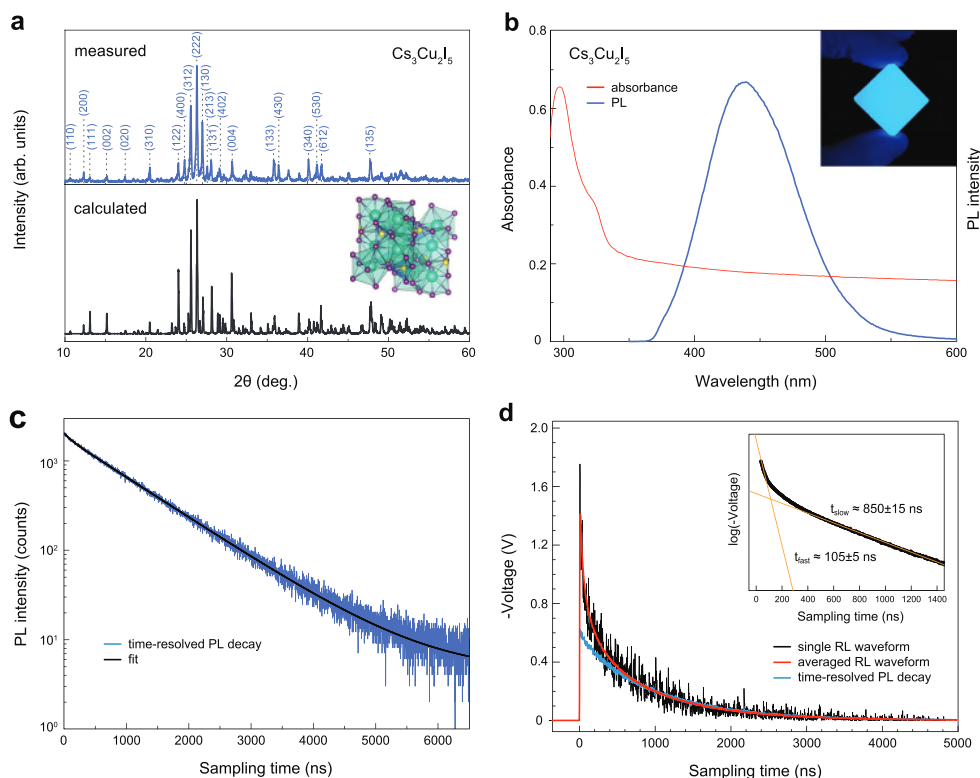 a
measured
Cs₃Cu₂I₅
(110)
(200)
(111)
(002)
(020)
(310)
(122)
(400)
(312)
(222)
(130)
(213)
(131)
(402)
(004)
(133)
(430)
(340)
(530)
(612)
(135)
calculated
Intensity (arb. units)
10 20 30 40 50 60
2θ (deg.)
b
Cs₃Cu₂I₅
absorbance
PL
0.8
0.6
0.4
0.2
0
Absorbance
PL intensity
300 400 500 600
Wavelength (nm)
c
10³
10²
10¹
10⁰
PL intensity (counts)
time-resolved PL decay
fit
0 1000 2000 3000 4000 5000 6000
Sampling time (ns)
d
2.0
1.6
1.2
0.8
0.4
0
-Voltage (V)
log(-Voltage)
t_slow ≈ 850±15 ns
t_fast ≈ 105±5 ns
0 200 400 600 800 1000 1200 1400
Sampling time (ns)
single RL waveform
averaged RL waveform
time-resolved PL decay
0 1000 2000 3000 4000 5000
Sampling time (ns)